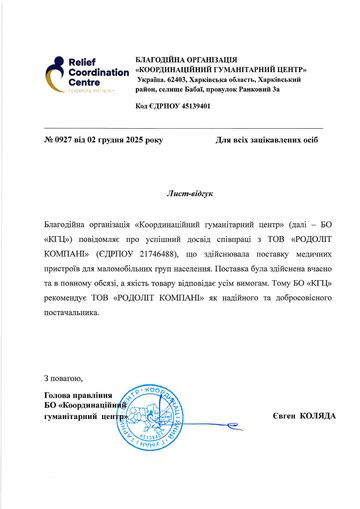 Relief
Coordination
Centre
БЛАГОДІЙНА ОРГАНІЗАЦІЯ
«КООРДИНАЦІЙНИЙ ГУМАНІТАРНИЙ ЦЕНТР»
Україна. 62403, Харківська область, Харківський
район, селище Бабаї, провулок Ранковий 3а
Код ЄДРПОУ 45139401
№ 0927 від 02 грудня 2025 року Для всіх зацікавлених осіб
Лист-відгук
Благодійна організація «Координаційний гуманітарний центр» (далі – БО
«КГЦ») повідомляє про успішний досвід співпраці з ТОВ «РОДОЛІТ
КОМПАНІ» (ЄДРПОУ 21746488), що здійснювала поставку медичних
пристроїв для маломобільних груп населення. Поставка була здійснена вчасно
та в повному обсязі, а якість товару відповідає усім вимогам. Тому БО «КГЦ»
рекомендує ТОВ «РОДОЛІТ КОМПАНІ» як надійного та добросовісного
постачальника.
З повагою,
Голова правління
БО «Координаційний
гуманітарний центр»
Євген КОЛЯДА